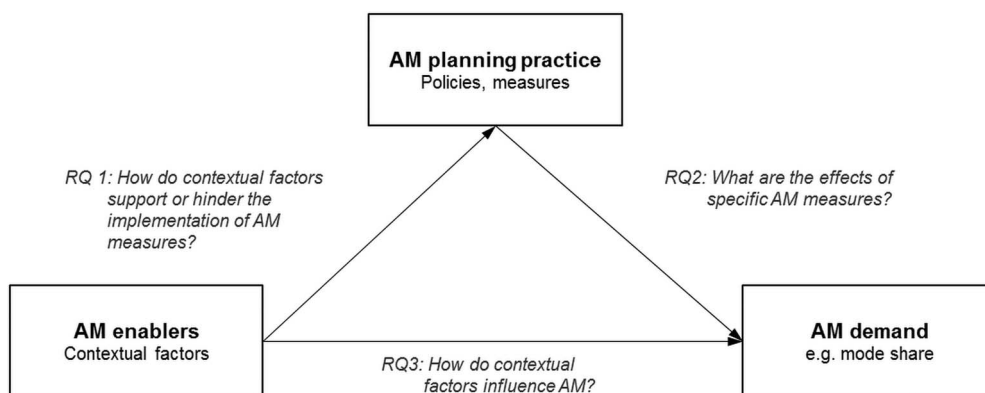 AM planning practice
Policies, measures
RQ 1: How do contextual factors
support or hinder the
implementation of AM
measures?
RQ2: What are the effects of
specific AM measures?
AM enablers
Contextual factors
RQ3: How do contextual
factors influence AM?
AM demand
e.g. mode share